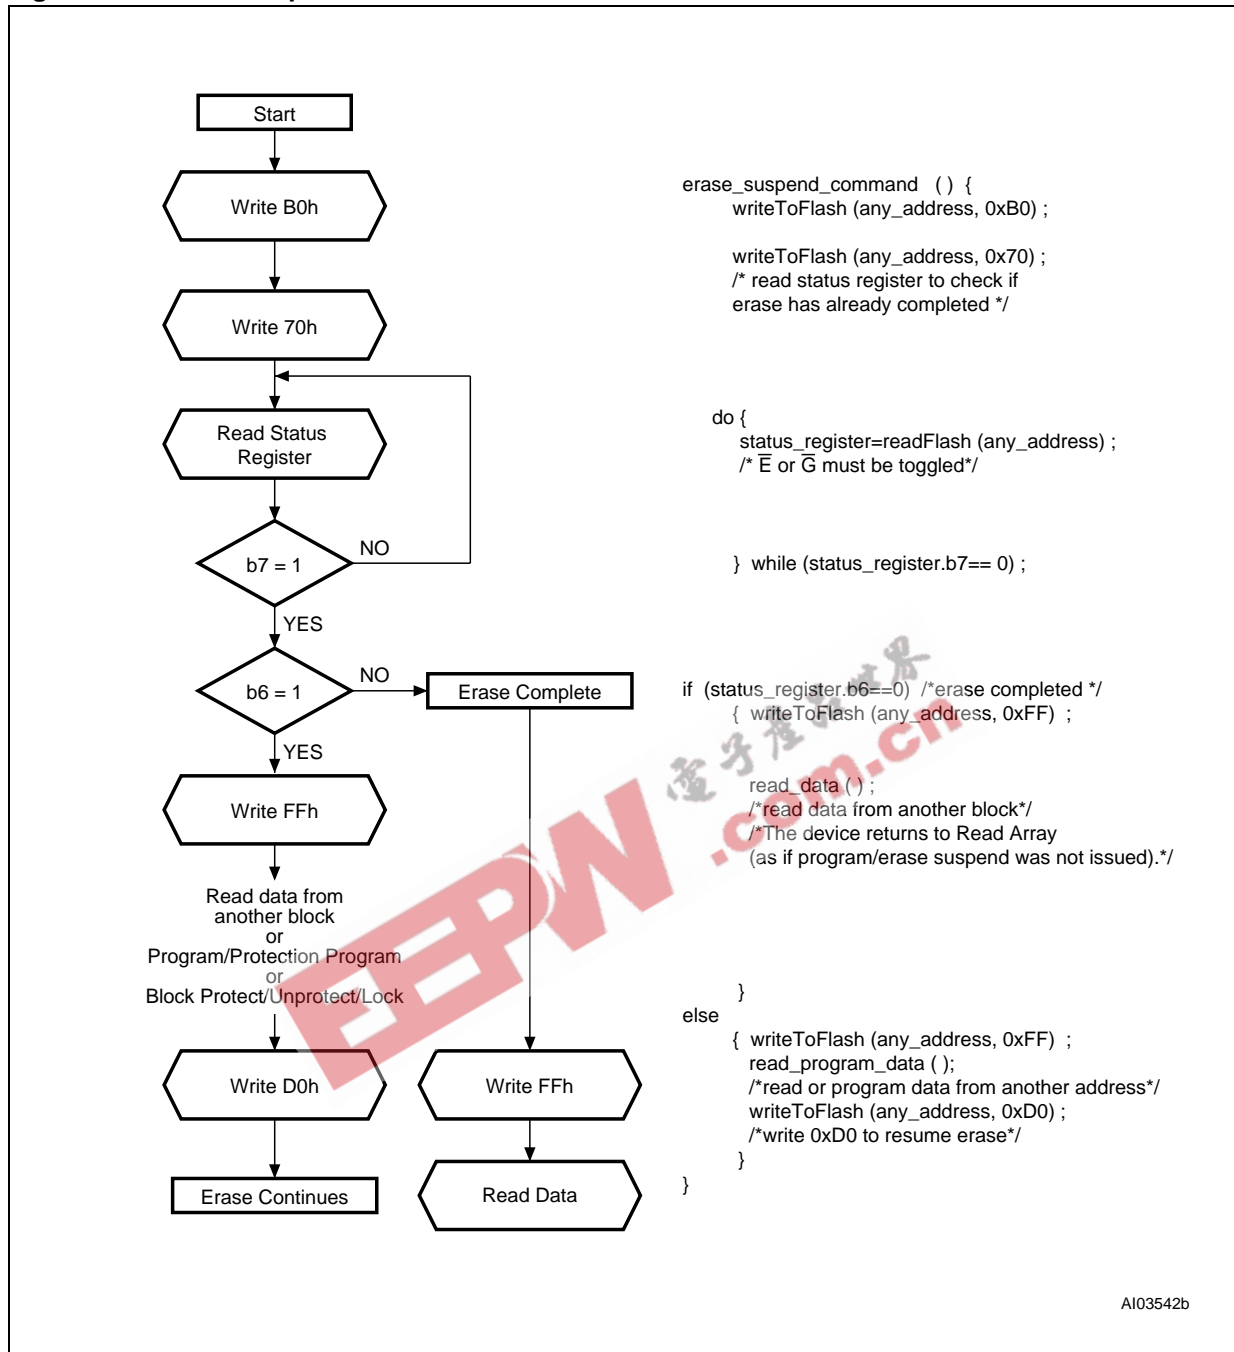 Start
Write B0h
Write 70h
Read Status
Register
b7 = 1
NO
YES
b6 = 1
NO
Erase Complete
YES
Write FFh
Read data from
another block
or
Program/Protection Program
or
Block Protect/Unprotect/Lock
Write D0h
Write FFh
Erase Continues
Read Data
erase_suspend_command ( ) {
writeToFlash (any_address, 0xB0) ;
writeToFlash (any_address, 0x70) ;
/* read status register to check if
erase has already completed */
do {
status_register=readFlash (any_address) ;
/* E̅ or G̅ must be toggled*/
} while (status_register.b7== 0) ;
if (status_register.b6==0) /*erase completed */
{ writeToFlash (any_address, 0xFF) ;
read_data ( ) ;
/*read data from another block*/
/*The device returns to Read Array
(as if program/erase suspend was not issued).*/
}
else
{ writeToFlash (any_address, 0xFF) ;
read_program_data ( );
/*read or program data from another address*/
writeToFlash (any_address, 0xD0) ;
/*write 0xD0 to resume erase*/
}
}
EEPW
.com.cn
電子產品世界
AI03542b